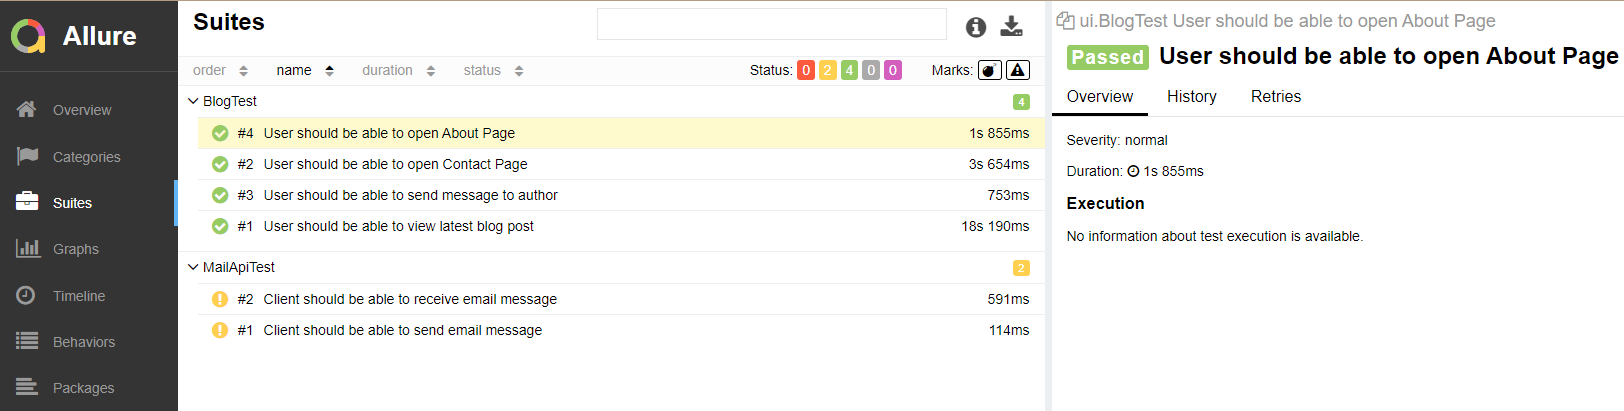 Allure
Overview
Categories
Suites
Graphs
Timeline
Behaviors
Packages
Suites
order name duration status Status: 0 2 4 0 0 Marks:
BlogTest 4
#4 User should be able to open About Page 1s 855ms
#2 User should be able to open Contact Page 3s 654ms
#3 User should be able to send message to author 753ms
#1 User should be able to view latest blog post 18s 190ms
MailApiTest 2
#2 Client should be able to receive email message 591ms
#1 Client should be able to send email message 114ms
ui.BlogTest User should be able to open About Page
Passed User should be able to open About Page
Overview History Retries
Severity: normal
Duration: 1s 855ms
Execution
No information about test execution is available.